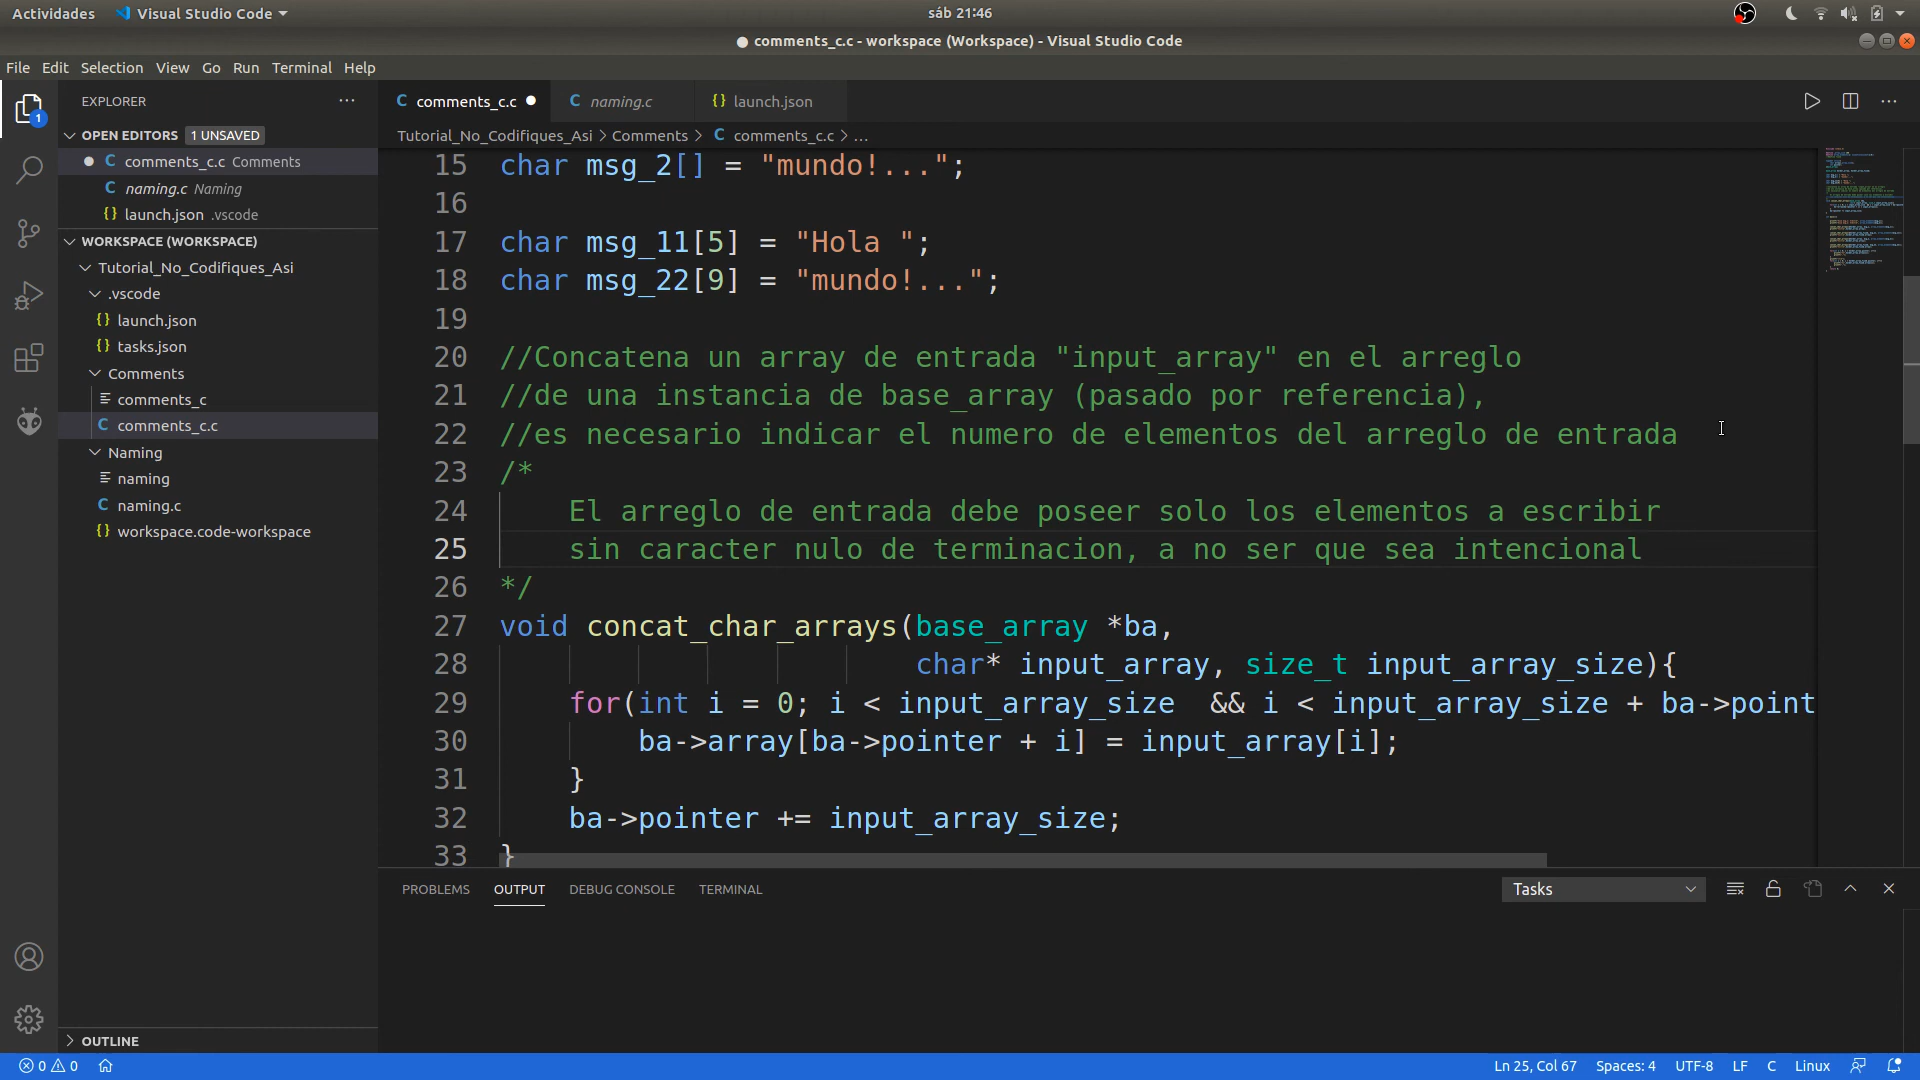 Actividades
Visual Studio Code
sáb 21:46
● comments_c.c - workspace (Workspace) - Visual Studio Code
File Edit Selection View Go Run Terminal Help
1
EXPLORER
OPEN EDITORS 1 UNSAVED
comments_c.c Comments
naming.c Naming
launch.json .vscode
WORKSPACE (WORKSPACE)
Tutorial_No_Codifiques_Asi
.vscode
launch.json
tasks.json
Comments
comments_c
comments_c.c
Naming
naming
naming.c
workspace.code-workspace
OUTLINE
comments_c.c
naming.c
launch.json
Tutorial_No_Codifiques_Asi > Comments > comments_c.c > ...
15 char msg_2[] = "mundo!...";
16
17 char msg_11[5] = "Hola ";
18 char msg_22[9] = "mundo!...";
19
20 //Concatena un array de entrada "input_array" en el arreglo
21 //de una instancia de base_array (pasado por referencia),
22 //es necesario indicar el numero de elementos del arreglo de entrada
23 /*
24 El arreglo de entrada debe poseer solo los elementos a escribir
25 sin caracter nulo de terminacion, a no ser que sea intencional
26 */
27 void concat_char_arrays(base_array *ba,
28 char* input_array, size_t input_array_size){
29 for(int i = 0; i < input_array_size  && i < input_array_size + ba->point
30 ba->array[ba->pointer + i] = input_array[i];
31 }
32 ba->pointer += input_array_size;
33 }
PROBLEMS OUTPUT DEBUG CONSOLE TERMINAL
Tasks
0 0
Ln 25, Col 67 Spaces: 4 UTF-8 LF C Linux